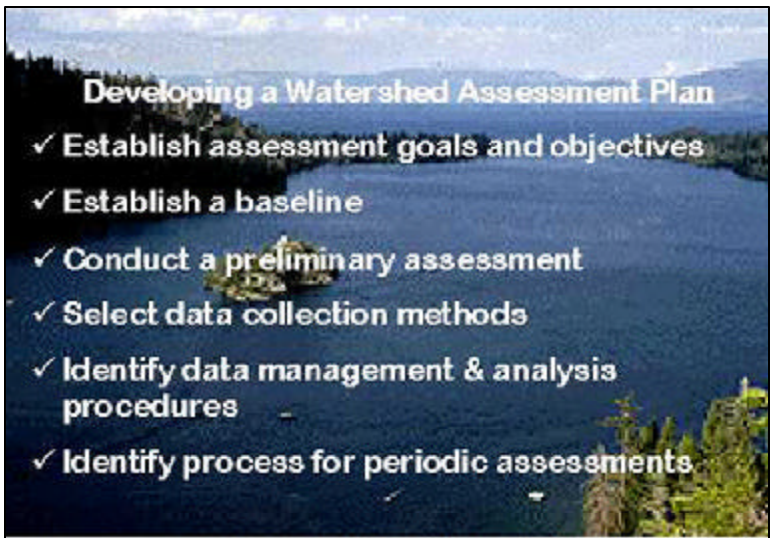 Developing a Watershed Assessment Plan
✓ Establish assessment goals and objectives
✓ Establish a baseline
✓ Conduct a preliminary assessment
✓ Select data collection methods
✓ Identify data management & analysis
procedures
✓ Identify process for periodic assessments